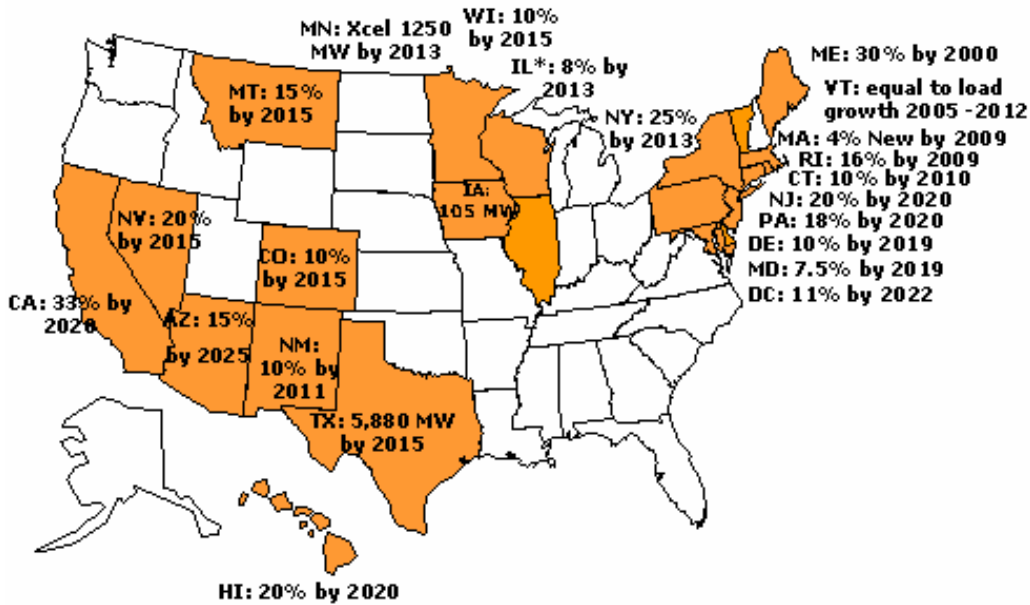 MN: Xcel 1250
MW by 2013
WI: 10%
by 2015
IL*: 8% by
2013
ME: 30% by 2000
VT: equal to load
growth 2005 -2012
MT: 15%
by 2015
NY: 25%
by 2013
MA: 4% New by 2009
RI: 16% by 2009
CT: 10% by 2010
NJ: 20% by 2020
PA: 18% by 2020
DE: 10% by 2019
MD: 7.5% by 2019
DC: 11% by 2022
IA:
105 MW
NV: 20%
by 2015
CO: 10%
by 2015
CA: 33% by
2020
AZ: 15%
by 2025
NM:
10% by
2011
TX: 5,880 MW
by 2015
HI: 20% by 2020